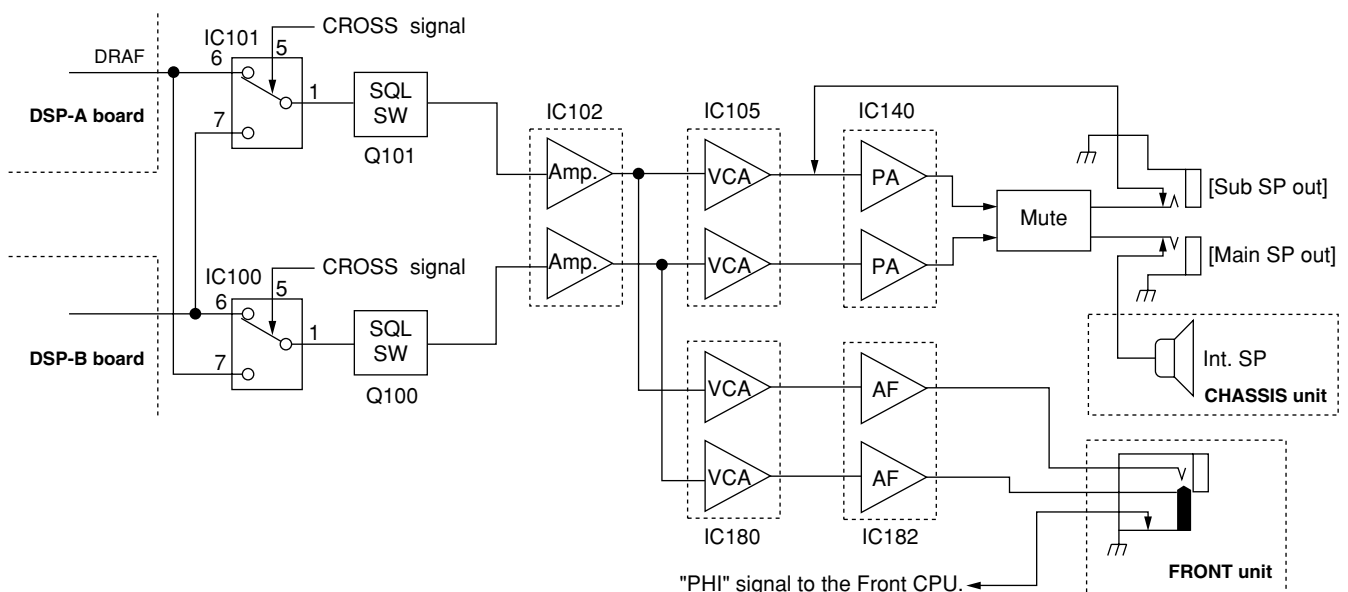 CROSS signal
IC101
5
DRAF
6
1
SQL
SW
DSP-A board
7
Q101
IC102
IC105
IC140
Amp.
VCA
PA
[Sub SP out]
Mute
Amp.
VCA
PA
[Main SP out]
CROSS signal
IC100
5
6
1
SQL
SW
DSP-B board
7
Q100
VCA
AF
Int. SP
CHASSIS unit
VCA
AF
IC180
IC182
FRONT unit
"PHI" signal to the Front CPU.